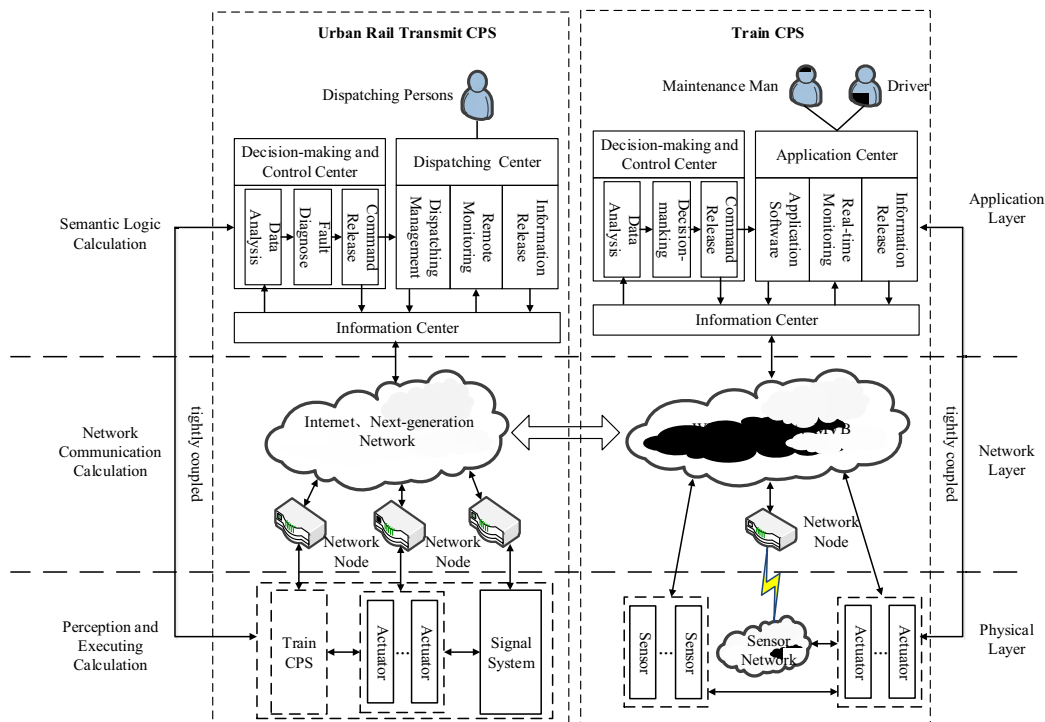 Urban Rail Transmit CPS
Train CPS
Dispatching Persons
Maintenance Man
Driver
Decision-making and
Control Center
Dispatching Center
Data
Analysis
Fault
Diagnose
Command
Release
Dispatching
Management
Remote
Monitoring
Information
Release
Information Center
Decision-making and
Control Center
Application Center
Data
Analysis
Decision-
manking
Command
Release
Application
Software
Real-time
Monitoring
Information
Release
Information Center
Semantic Logic
Calculation
Application
Layer
tightly coupled
Network
Communication
Calculation
Internet、Next-generation
Network
MVB
Network
Node
Network
Node
Network
Node
tightly coupled
Network
Layer
Perception and
Executing
Calculation
Train
CPS
Actuator
...
Actuator
Signal
System
Sensor
...
Sensor
Sensor
Network
Actuator
...
Actuator
Physical
Layer